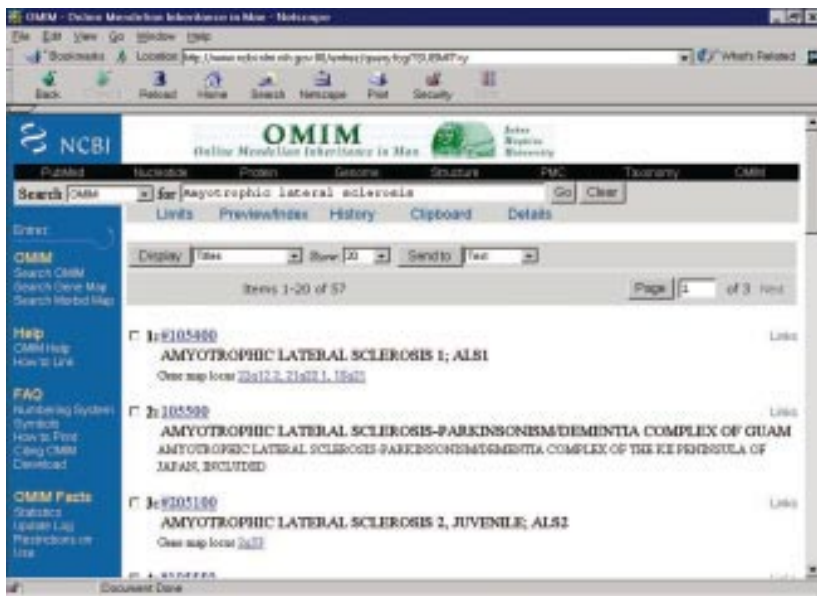 OMIM - Online Mendelian Inheritance in Man - Netscape
File Edit View Go Window Help
Bookmarks Location What's Related
Back Reload Home Search Netscape Print Security
NCBI
OMIM
Online Mendelian Inheritance in Man
Johns Hopkins University
PubMed Nucleotide Protein Genome Structure PMC Taxonomy OMIM
Search OMIM for Amyotrophic lateral sclerosis Go Clear
Limits Preview/Index History Clipboard Details
Entrez
Display Titles Show: 20 Send to Text
Items 1-20 of 57 Page 1 of 3 Next
OMIM
Search OMIM
Search Gene Map
Search Morbid Map
Help
OMIM Help
How to Link
FAQ
Numbering System
Symbols
How to Print
Citing OMIM
Download
OMIM Facts
Statistics
Update Log
Restrictions on Use
1: #105400 Links
AMYOTROPHIC LATERAL SCLEROSIS 1; ALS1
Gene map locus 22q12.2, 21q22.1,
2: 105500 Links
AMYOTROPHIC LATERAL SCLEROSIS-PARKINSONISM/DEMENTIA COMPLEX OF GUAM
AMYOTROPHIC LATERAL SCLEROSIS-PARKINSONISM/DEMENTIA COMPLEX OF THE KII PENINSULA OF
JAPAN, INCLUDED
3: #205100 Links
AMYOTROPHIC LATERAL SCLEROSIS 2, JUVENILE; ALS2
Gene map locus 2q33
Document Done